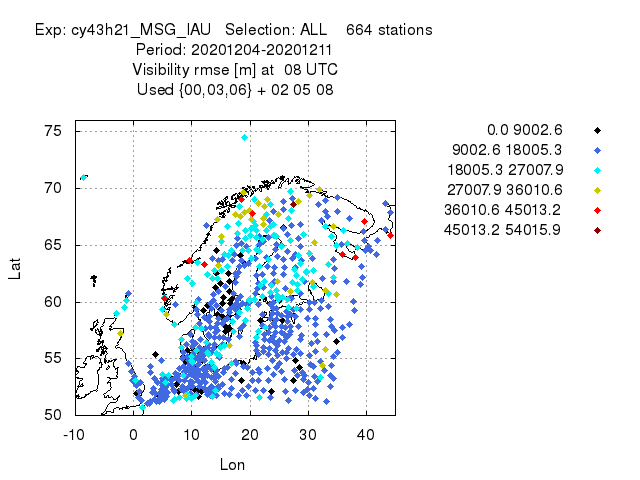 Exp: cy43h21_MSG_IAU Selection: ALL 664 stations
Period: 20201204-20201211
Visibility rmse [m] at 08 UTC
Used {00,03,06} + 02 05 08
0.0 9002.6
9002.6 18005.3
18005.3 27007.9
27007.9 36010.6
36010.6 45013.2
45013.2 54015.9
75
70
65
60
55
50
Lat
-10 0 10 20 30 40
Lon